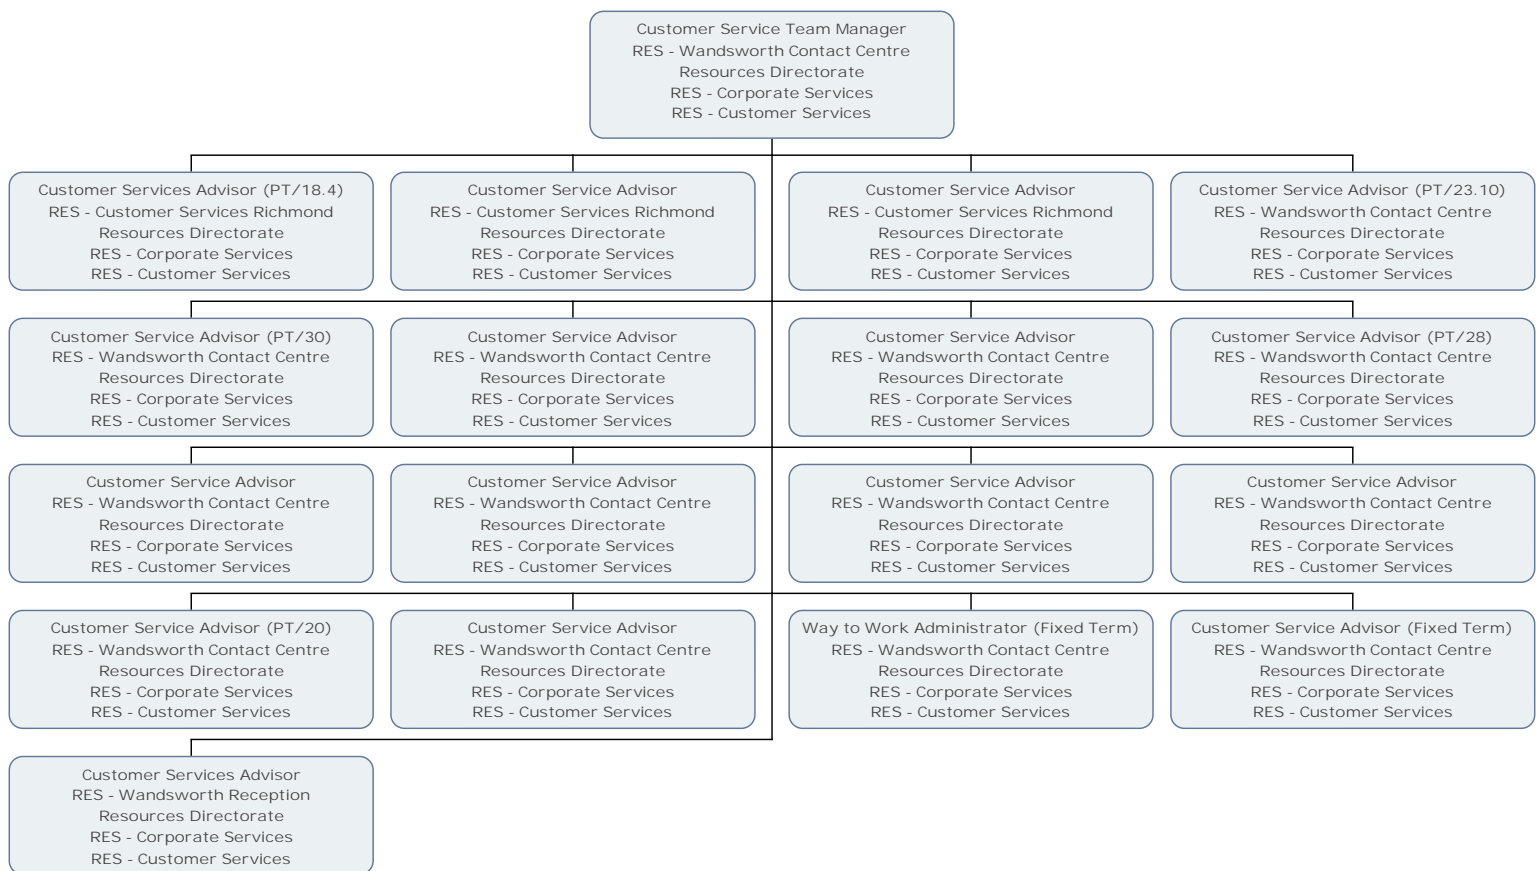 Customer Service Team Manager
RES - Wandsworth Contact Centre
Resources Directorate
RES - Corporate Services
RES - Customer Services
Customer Services Advisor (PT/18.4)
RES - Customer Services Richmond
Resources Directorate
RES - Corporate Services
RES - Customer Services
Customer Service Advisor
RES - Customer Services Richmond
Resources Directorate
RES - Corporate Services
RES - Customer Services
Customer Service Advisor
RES - Customer Services Richmond
Resources Directorate
RES - Corporate Services
RES - Customer Services
Customer Service Advisor (PT/23.10)
RES - Wandsworth Contact Centre
Resources Directorate
RES - Corporate Services
RES - Customer Services
Customer Service Advisor (PT/30)
RES - Wandsworth Contact Centre
Resources Directorate
RES - Corporate Services
RES - Customer Services
Customer Service Advisor
RES - Wandsworth Contact Centre
Resources Directorate
RES - Corporate Services
RES - Customer Services
Customer Service Advisor
RES - Wandsworth Contact Centre
Resources Directorate
RES - Corporate Services
RES - Customer Services
Customer Service Advisor (PT/28)
RES - Wandsworth Contact Centre
Resources Directorate
RES - Corporate Services
RES - Customer Services
Customer Service Advisor
RES - Wandsworth Contact Centre
Resources Directorate
RES - Corporate Services
RES - Customer Services
Customer Service Advisor
RES - Wandsworth Contact Centre
Resources Directorate
RES - Corporate Services
RES - Customer Services
Customer Service Advisor
RES - Wandsworth Contact Centre
Resources Directorate
RES - Corporate Services
RES - Customer Services
Customer Service Advisor
RES - Wandsworth Contact Centre
Resources Directorate
RES - Corporate Services
RES - Customer Services
Customer Service Advisor (PT/20)
RES - Wandsworth Contact Centre
Resources Directorate
RES - Corporate Services
RES - Customer Services
Customer Service Advisor
RES - Wandsworth Contact Centre
Resources Directorate
RES - Corporate Services
RES - Customer Services
Way to Work Administrator (Fixed Term)
RES - Wandsworth Contact Centre
Resources Directorate
RES - Corporate Services
RES - Customer Services
Customer Service Advisor (Fixed Term)
RES - Wandsworth Contact Centre
Resources Directorate
RES - Corporate Services
RES - Customer Services
Customer Services Advisor
RES - Wandsworth Reception
Resources Directorate
RES - Corporate Services
RES - Customer Services